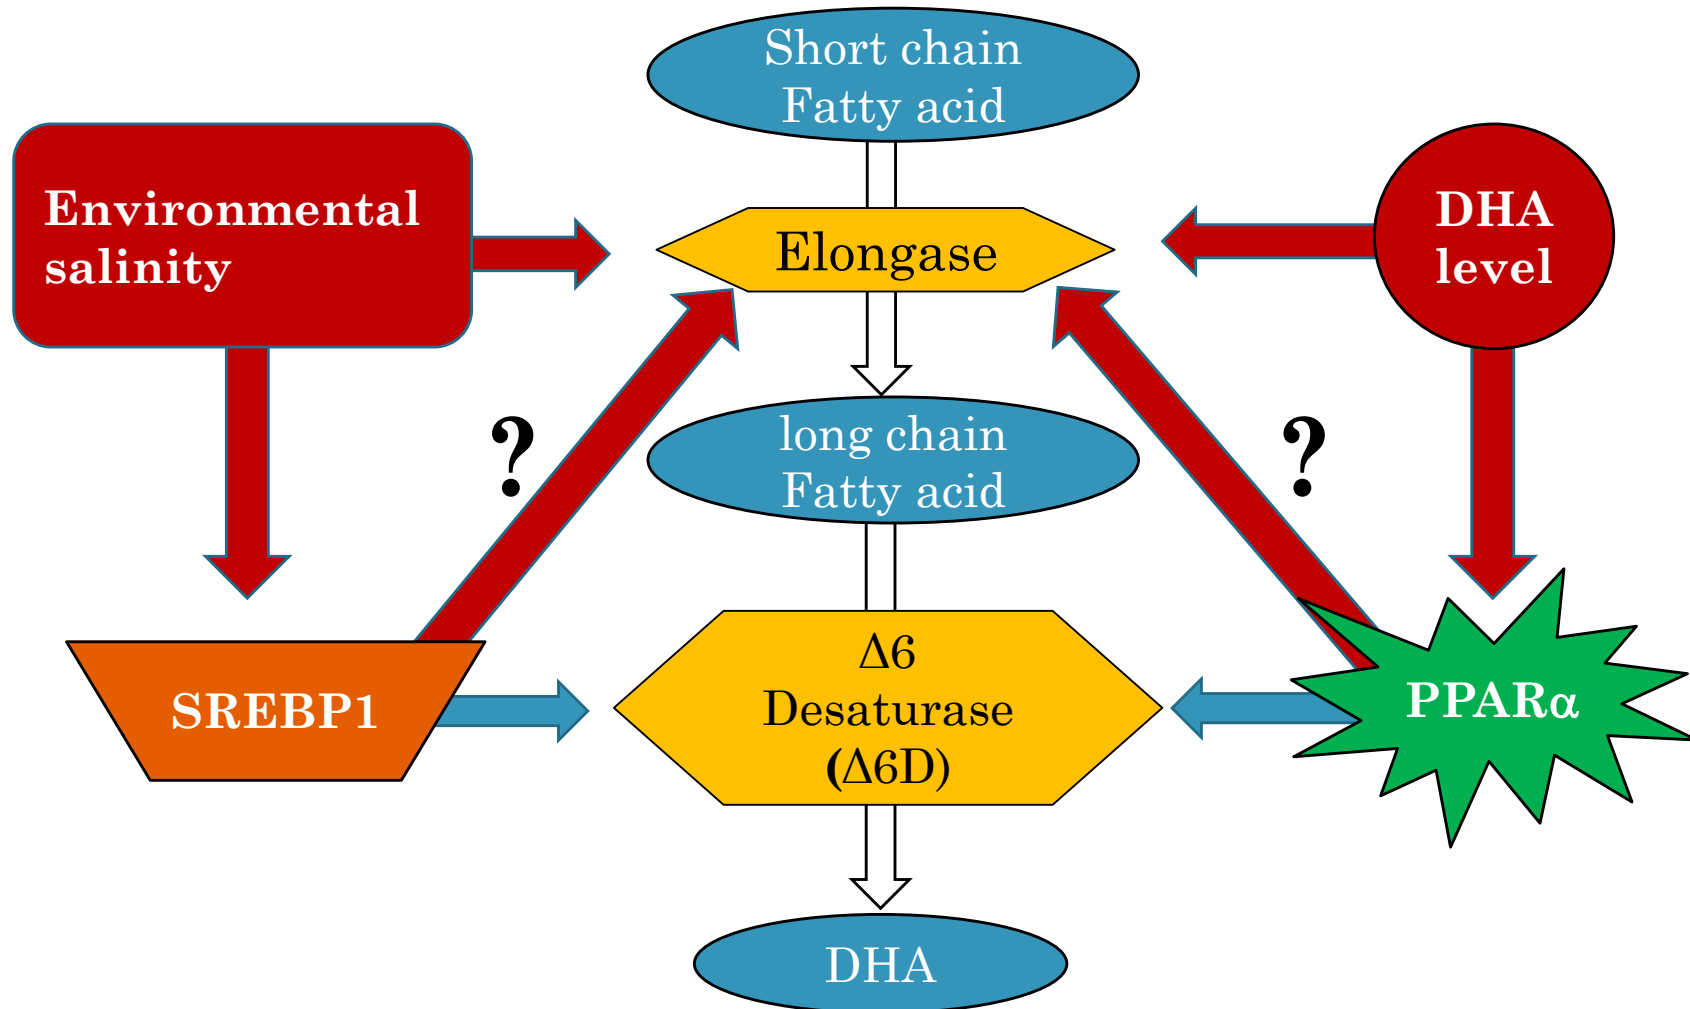 Short chain
Fatty acid
Environmental
salinity
Elongase
DHA
level
?
long chain
Fatty acid
?
SREBP1
Δ6
Desaturase
(Δ6D)
PPARα
DHA